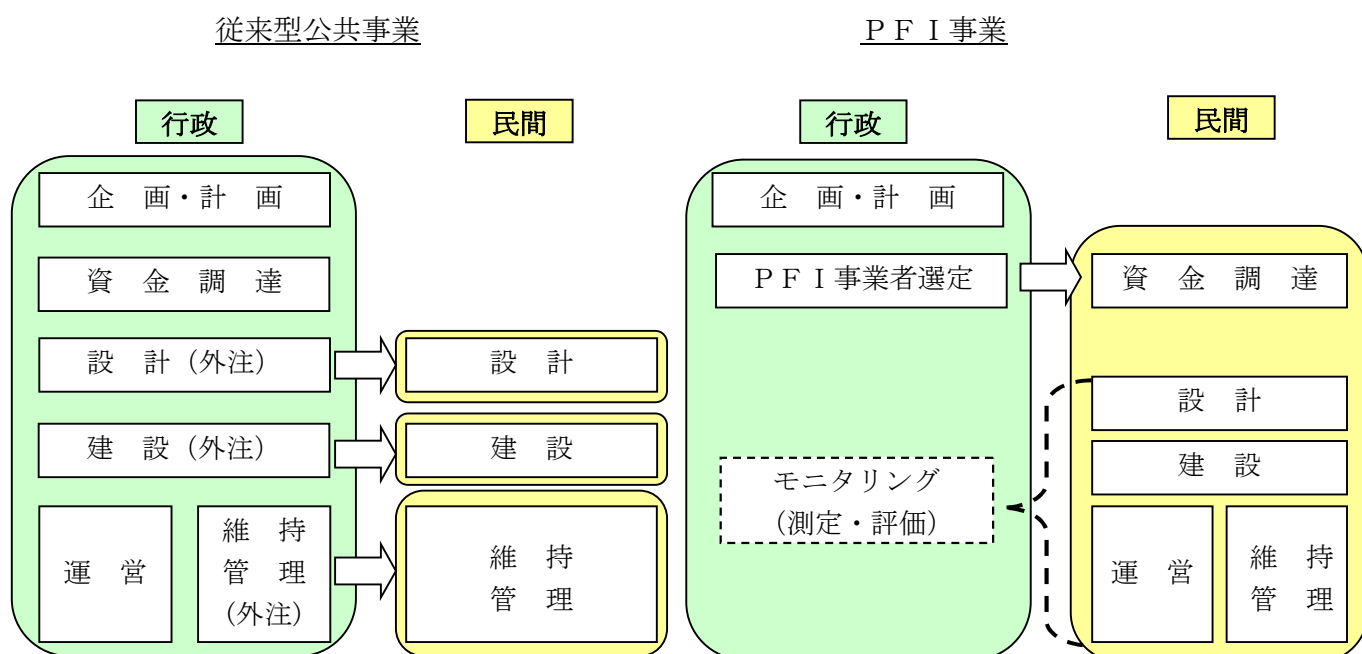 従来型公共事業
ＰＦＩ事業
行政
民間
行政
民間
企画・計画
資金調達
設計（外注）
設計
建設（外注）
建設
運営
維持
管理
（外注）
維持
管理
企画・計画
ＰＦＩ事業者選定
資金調達
モニタリング
（測定・評価）
設計
建設
運営
維持
管理